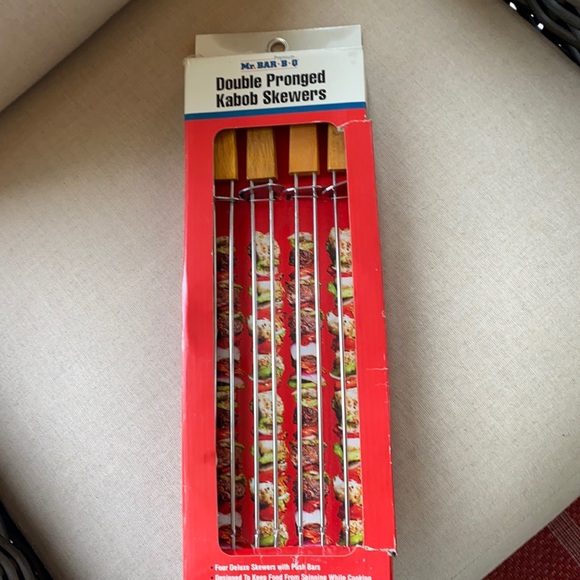 Mr. BAR-B-Q
Double Pronged
Kabob Skewers
• Four Deluxe Skewers with Push Bars
• Designed To Keep Food From Spinning While Cooking